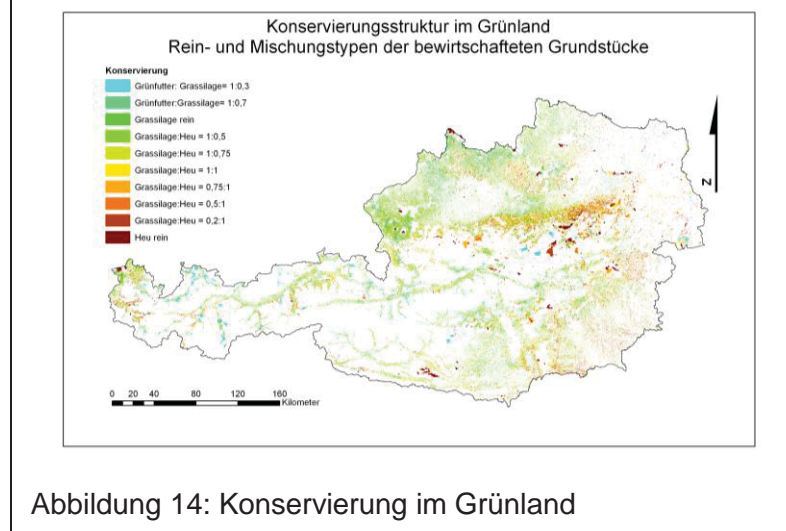 Konservierungsstruktur im Grünland
Rein- und Mischungstypen der bewirtschafteten Grundstücke
Konservierung
Grünfutter: Grassilage= 1:0,3
Grünfutter:Grassilage= 1:0,7
Grassilage rein
Grassilage:Heu = 1:0,5
Grassilage:Heu = 1:0,75
Grassilage:Heu = 1:1
Grassilage:Heu = 0,75:1
Grassilage:Heu = 0,5:1
Grassilage:Heu = 0,2:1
Heu rein
N
0 20 40 80 120 160
Kilometer
Abbildung 14: Konservierung im Grünland